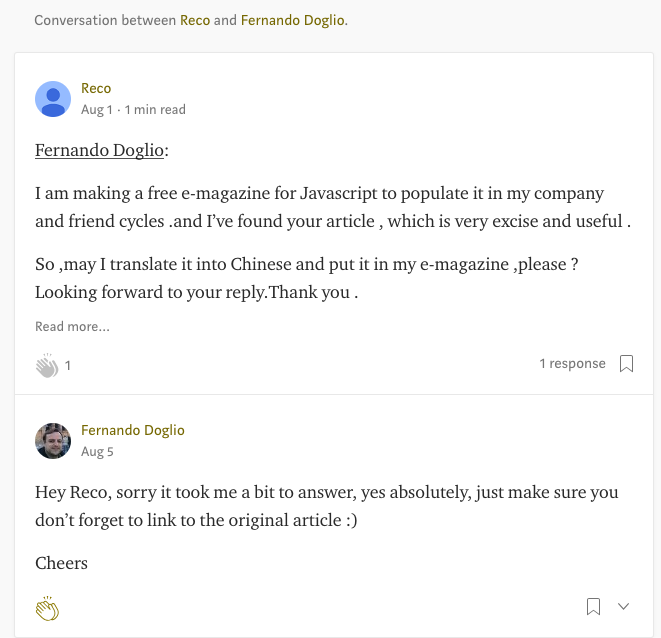 Conversation between Reco and Fernando Doglio.
Reco
Aug 1 · 1 min read
Fernando Doglio:
I am making a free e-magazine for Javascript to populate it in my company
and friend cycles .and I’ve found your article , which is very excise and useful .
So ,may I translate it into Chinese and put it in my e-magazine ,please ?
Looking forward to your reply.Thank you .
Read more...
1
1 response
Fernando Doglio
Aug 5
Hey Reco, sorry it took me a bit to answer, yes absolutely, just make sure you
don’t forget to link to the original article :)
Cheers